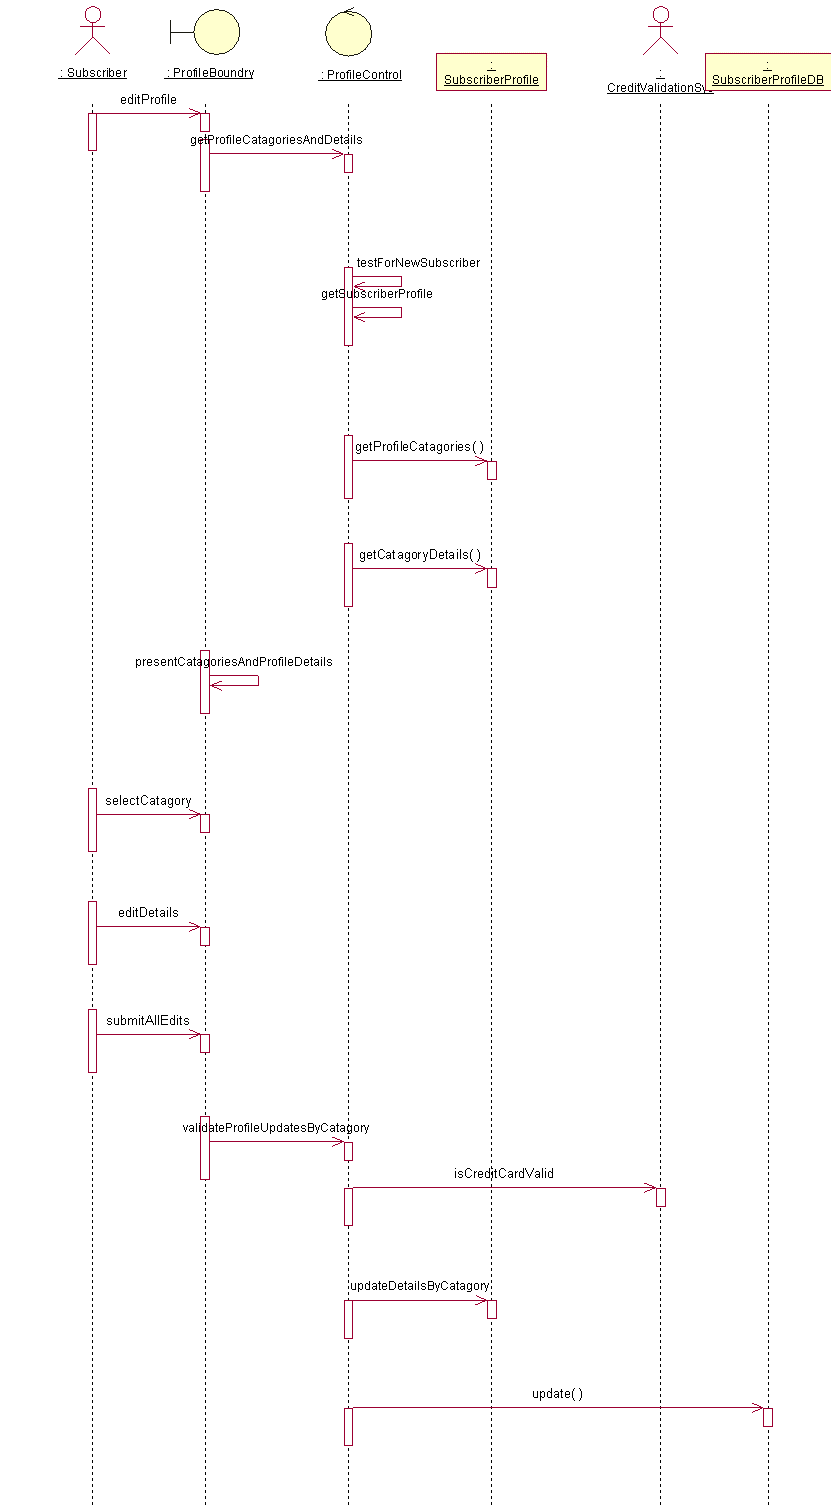 : Subscriber
: ProfileBoundry
: ProfileControl
:
SubscriberProfile
:
:
SubscriberProfileDB
editProfile
getProfileCatagoriesAndDetails
testForNewSubscriber
getSubscriberProfile
getProfileCatagories( )
getCatagoryDetails( )
presentCatagoriesAndProfileDetails
selectCatagory
editDetails
submitAllEdits
validateProfileUpdatesByCatagory
isCreditCardValid
updateDetailsByCatagory
update( )